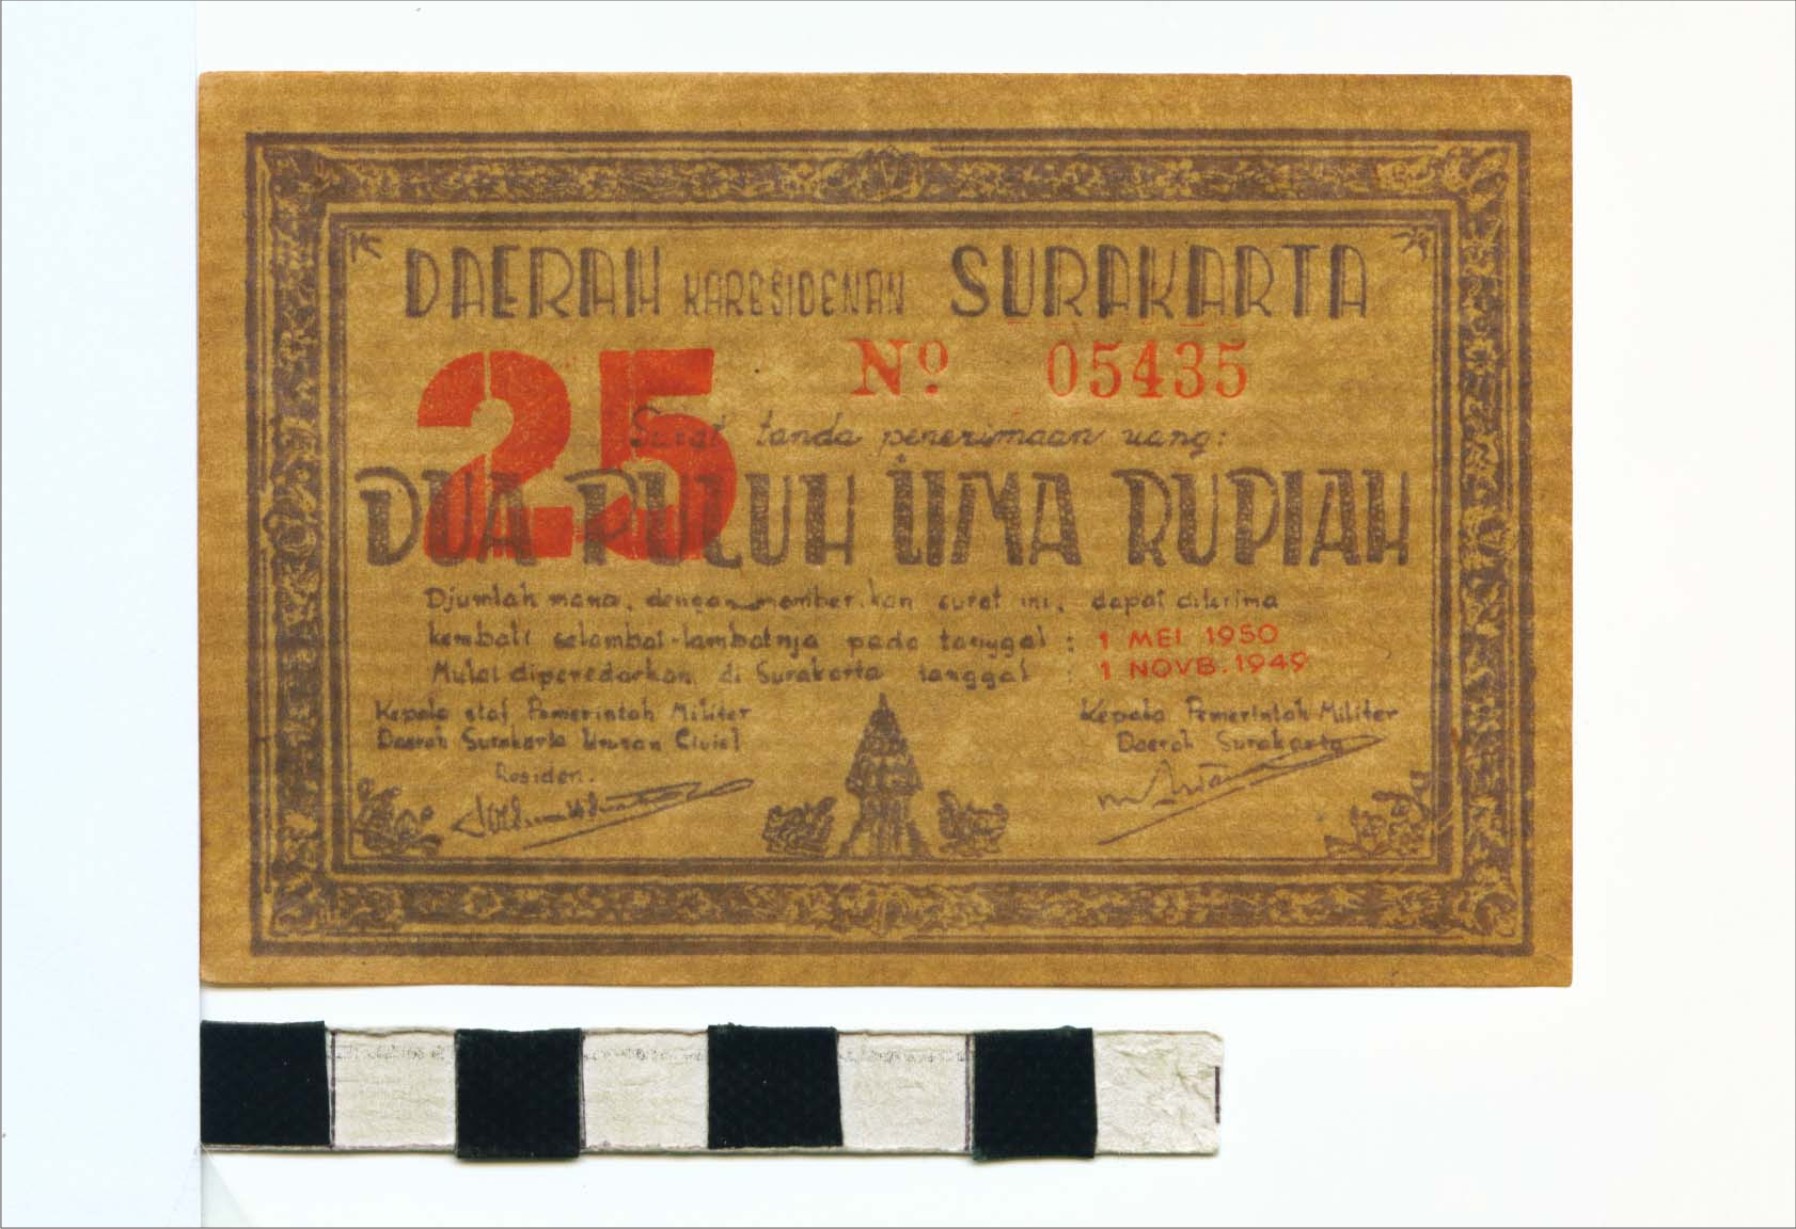 DAERAH KARESIDENAN SURAKARTA
25 Nº 05435
Surat tanda penerimaan uang:
DUA PULUH LIMA RUPIAH
Djumlah mana, dengan memberikan surat ini, dapat diterima
kembali selambat-lambatnja pada tanggal : 1 MEI 1950
Mulai diperedarkan di Surakarta tanggal : 1 NOVB. 1949
Kepala staf Pemerintah Militer
Daerah Surakarta Urusan Civiel
Residen.
Kepala Pemerintah Militer
Daerah Surakarta